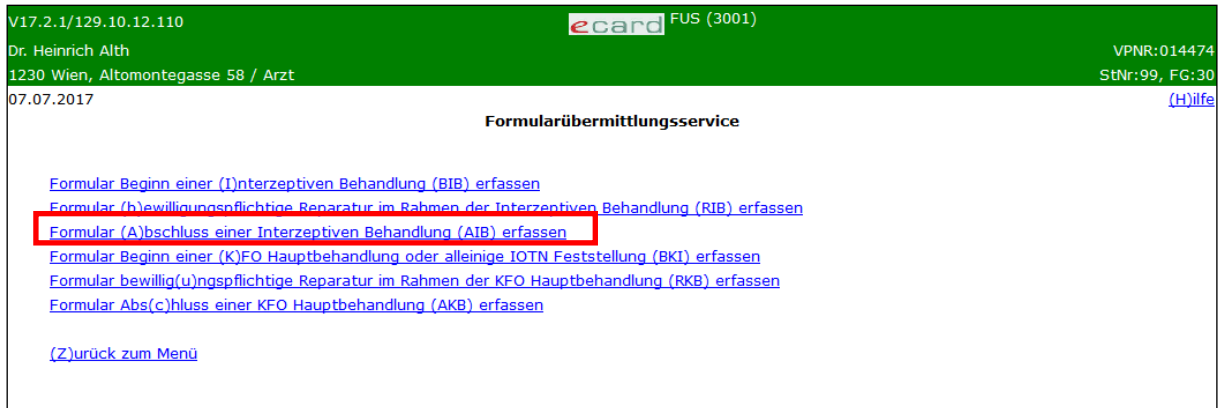 V17.2.1/129.10.12.110 ecard FUS (3001)
Dr. Heinrich Alth VPNR:014474
1230 Wien, Altomontegasse 58 / Arzt StNr:99, FG:30
07.07.2017 (H)ilfe
Formularübermittlungsservice
Formular Beginn einer (I)nterzeptiven Behandlung (BIB) erfassen
Formular (b)ewilligungspflichtige Reparatur im Rahmen der Interzeptiven Behandlung (RIB) erfassen
Formular (A)bschluss einer Interzeptiven Behandlung (AIB) erfassen
Formular Beginn einer (K)FO Hauptbehandlung oder alleinige IOTN Feststellung (BKI) erfassen
Formular bewillig(u)ngspflichtige Reparatur im Rahmen der KFO Hauptbehandlung (RKB) erfassen
Formular Abs(c)hluss einer KFO Hauptbehandlung (AKB) erfassen
(Z)urück zum Menü